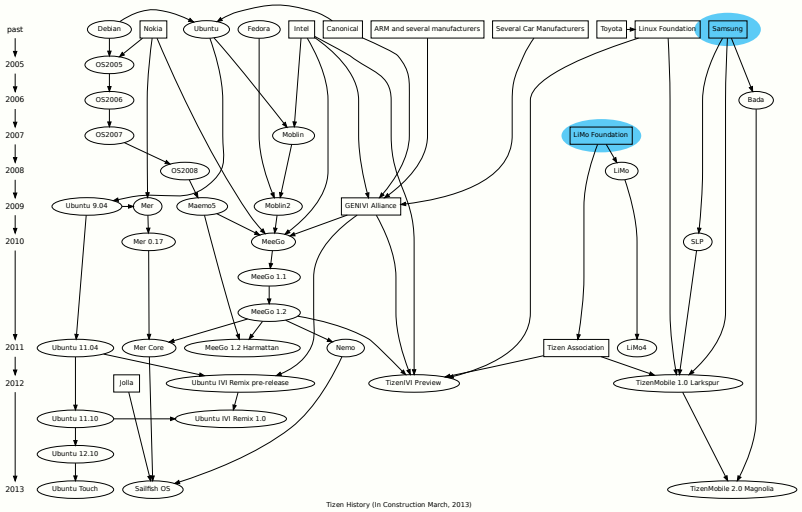 past Debian Nokia Ubuntu Fedora Intel Canonical ARM and several manufacturers Several Car Manufacturers Toyota Linux Foundation Samsung
2005 OS2005
2006 OS2006 Bada
2007 OS2007 Moblin LiMo Foundation
2008 OS2008 LiMo
2009 Ubuntu 9.04 Mer Maemo5 Moblin2 GENIVI Alliance
2010 Mer 0.17 MeeGo SLP
MeeGo 1.1
MeeGo 1.2
2011 Ubuntu 11.04 Mer Core MeeGo 1.2 Harmattan Nemo Tizen Association LiMo4
2012 Jolla Ubuntu IVI Remix pre-release TizenIVI Preview TizenMobile 1.0 Larkspur
Ubuntu 11.10 Ubuntu IVI Remix 1.0
Ubuntu 12.10
2013 Ubuntu Touch Sailfish OS TizenMobile 2.0 Magnolia
Tizen History (In Construction March, 2013)